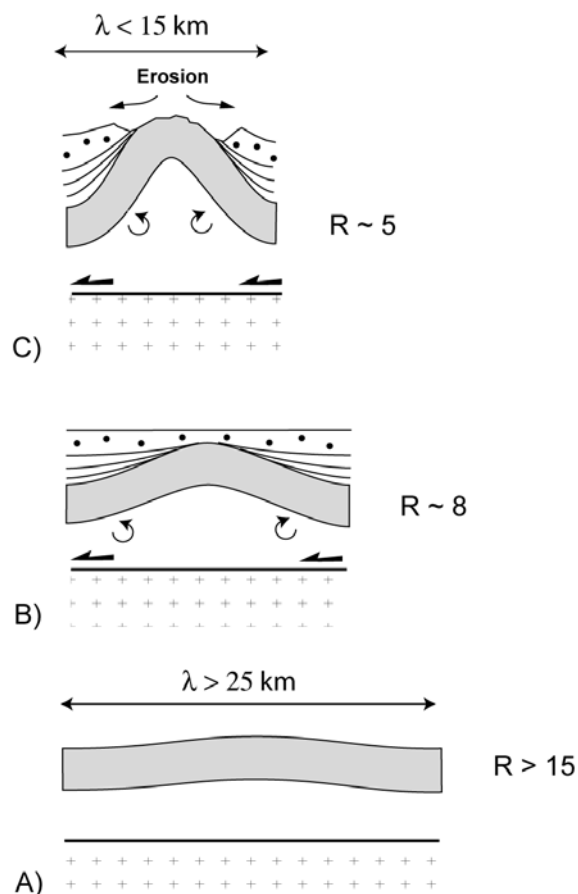 λ < 15 km
Erosion
R ~ 5
C)
R ~ 8
B)
λ > 25 km
R > 15
A)